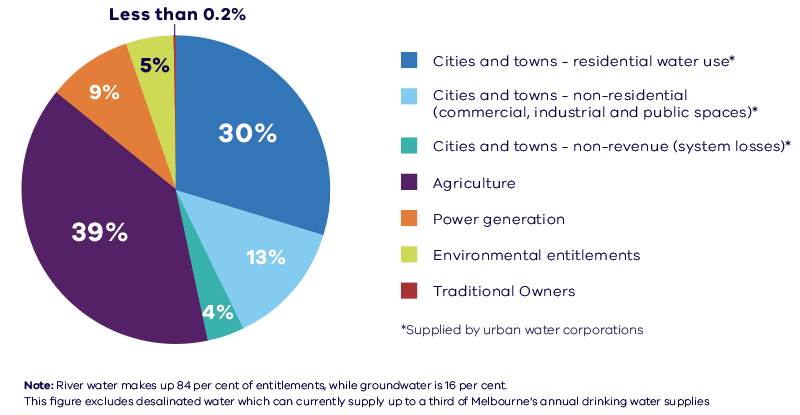 Less than 0.2%
5%
9%
30%
39%
13%
4%
Cities and towns - residential water use*
Cities and towns - non-residential
(commercial, industrial and public spaces)*
Cities and towns - non-revenue (system losses)*
Agriculture
Power generation
Environmental entitlements
Traditional Owners
*Supplied by urban water corporations
Note: River water makes up 84 per cent of entitlements, while groundwater is 16 per cent.
This figure excludes desalinated water which can currently supply up to a third of Melbourne's annual drinking water supplies